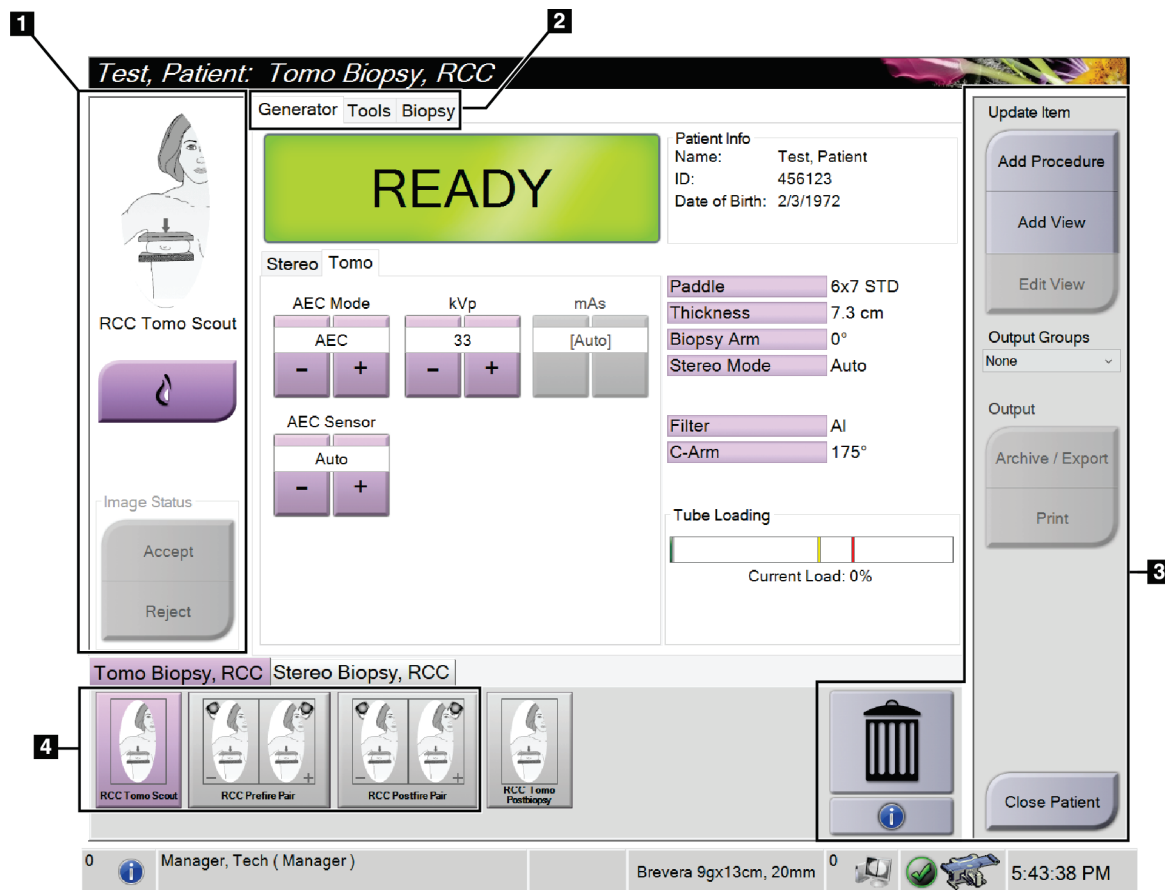 1
2
Test, Patient: Tomo Biopsy, RCC
Generator Tools Biopsy
Update Item
READY
Patient Info
Name: Test, Patient
ID: 456123
Date of Birth: 2/3/1972
Add Procedure
Add View
Edit View
RCC Tomo Scout
Stereo Tomo
AEC Mode kVp mAs
AEC 33 [Auto]
- + - +
AEC Sensor
Auto
- +
Paddle 6x7 STD
Thickness 7.3 cm
Biopsy Arm 0°
Stereo Mode Auto
Filter Al
C-Arm 175°
Output Groups
None
Output
Archive / Export
Print
Image Status
Accept
Reject
Tube Loading
Current Load: 0%
3
Tomo Biopsy, RCC Stereo Biopsy, RCC
4
- + - +
RCC Tomo Scout
RCC Prefire Pair
RCC Postfire Pair
RCC Tomo
Postbiopsy
i
Close Patient
0 i Manager, Tech ( Manager ) Brevera 9gx13cm, 20mm 0 5:43:38 PM